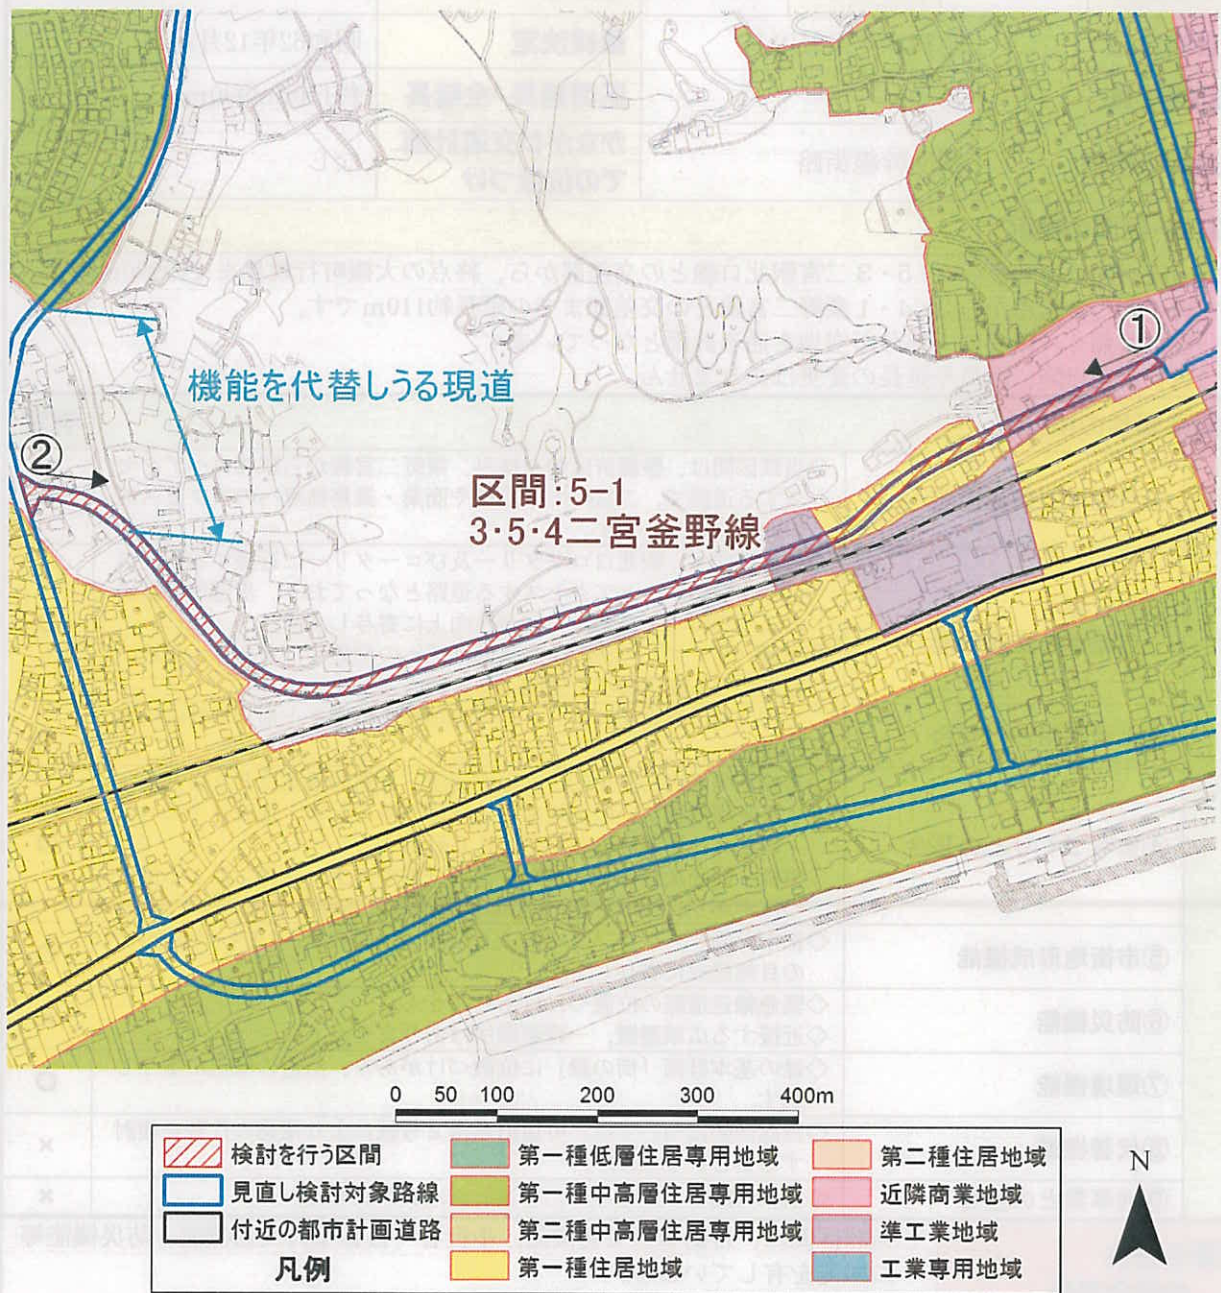 ①
機能を代替しうる現道
②
区間:5-1
3・5・4二宮釜野線
0 50 100 200 300 400m
検討を行う区間
見直し検討対象路線
付近の都市計画道路
凡例
第一種低層住居専用地域
第一種中高層住居専用地域
第二種中高層住居専用地域
第一種住居地域
第二種住居地域
近隣商業地域
準工業地域
工業専用地域
N